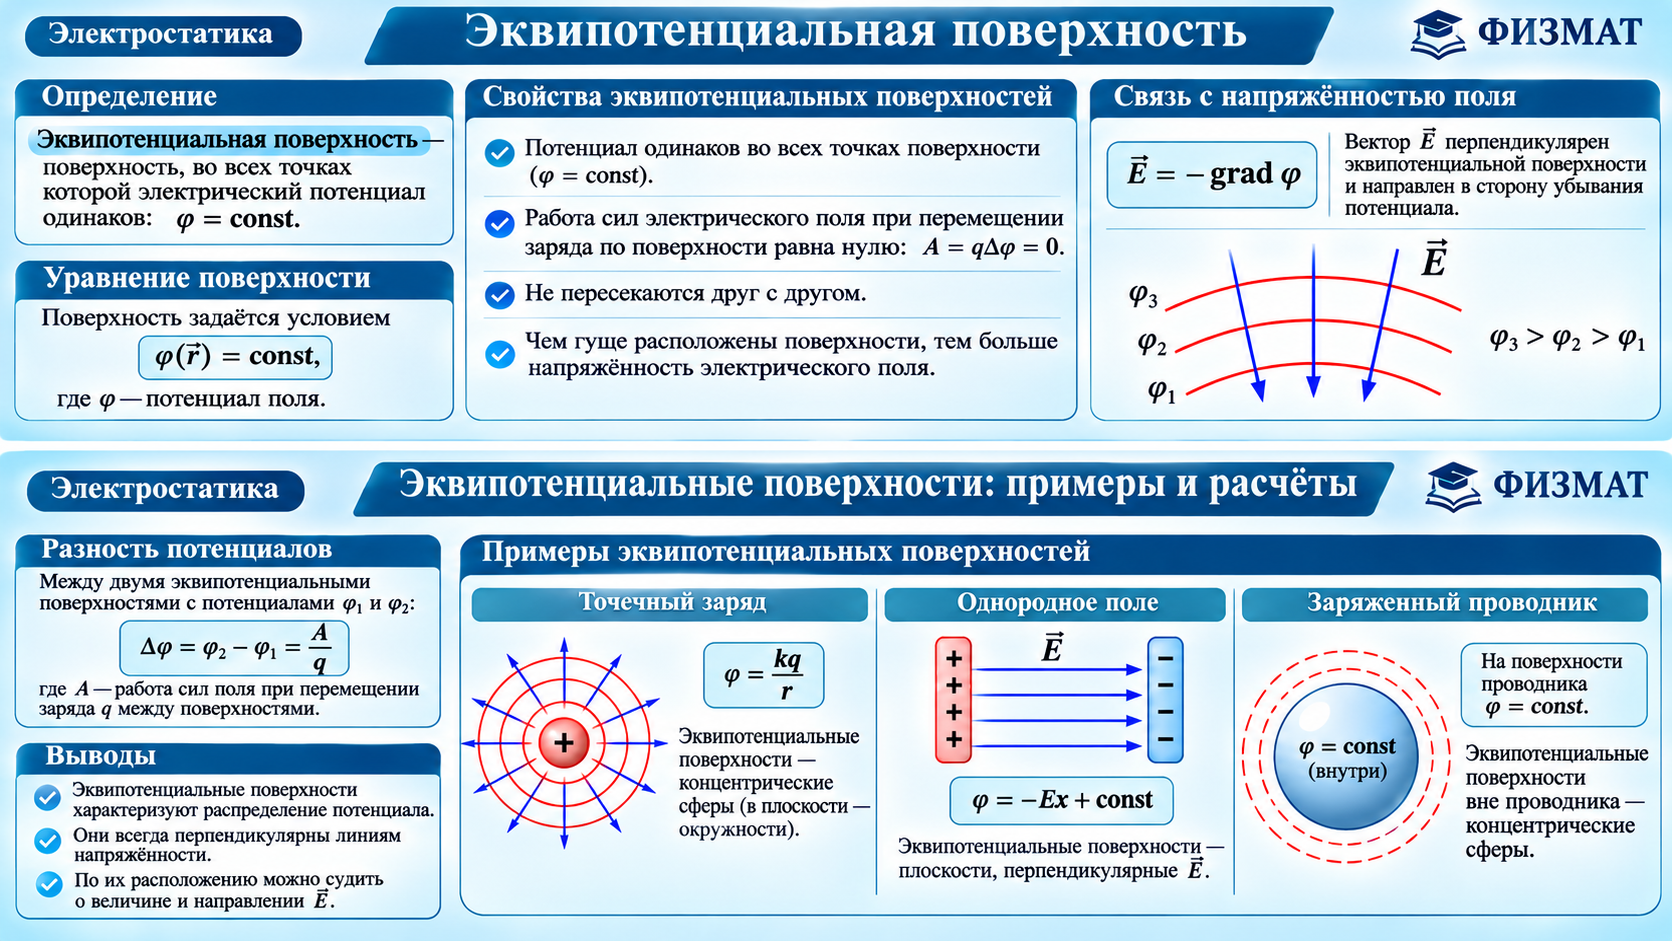 Электростатика
Эквипотенциальная поверхность
ФИЗМАТ
Определение
Эквипотенциальная поверхность —
поверхность, во всех точках
которой электрический потенциал
одинаков: φ = const.
Уравнение поверхности
Поверхность задаётся условием
φ(r⃗) = const,
где φ — потенциал поля.
Свойства эквипотенциальных поверхностей
Потенциал одинаков во всех точках поверхности
(φ = const).
Работа сил электрического поля при перемещении
заряда по поверхности равна нулю: A = qΔφ = 0.
Не пересекаются друг с другом.
Чем гуще расположены поверхности, тем больше
напряжённость электрического поля.
Связь с напряжённостью поля
E⃗ = − grad φ
Вектор E⃗ перпендикулярен
эквипотенциальной поверхности
и направлен в сторону убывания
потенциала.
E⃗
φ₃
φ₂
φ₁
φ₃ > φ₂ > φ₁
Электростатика
Эквипотенциальные поверхности: примеры и расчёты
ФИЗМАТ
Разность потенциалов
Между двумя эквипотенциальными
поверхностями с потенциалами φ₁ и φ₂:
Δφ = φ₂ − φ₁ = A/q
где A — работа сил поля при перемещении
заряда q между поверхностями.
Выводы
Эквипотенциальные поверхности
характеризуют распределение потенциала.
Они всегда перпендикулярны линиям
напряжённости.
По их расположению можно судить
о величине и направлении E⃗.
Примеры эквипотенциальных поверхностей
Точечный заряд
+
φ = kq/r
Эквипотенциальные
поверхности —
концентрические
сферы (в плоскости —
окружности).
Однородное поле
E⃗
+ −
+ −
+ −
+ −
φ = −Ex + const
Эквипотенциальные поверхности —
плоскости, перпендикулярные E⃗.
Заряженный проводник
φ = const
(внутри)
На поверхности
проводника
φ = const.
Эквипотенциальные
поверхности
вне проводника —
концентрические
сферы.